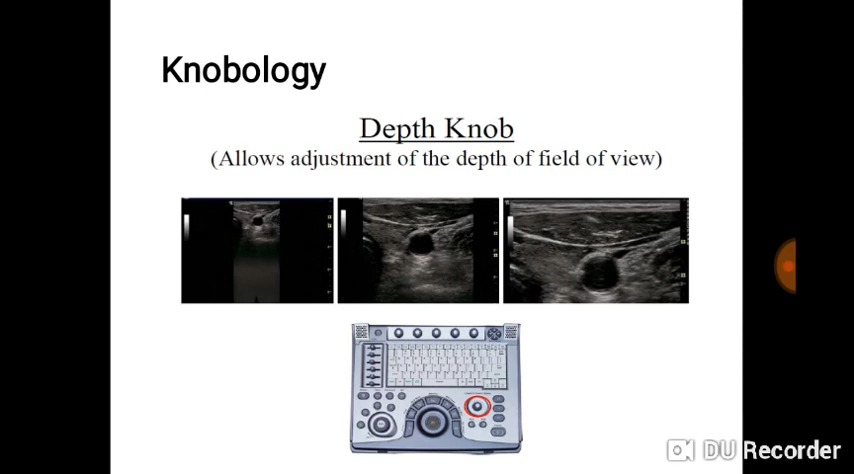 Knobology
Depth Knob
(Allows adjustment of the depth of field of view)
DU Recorder